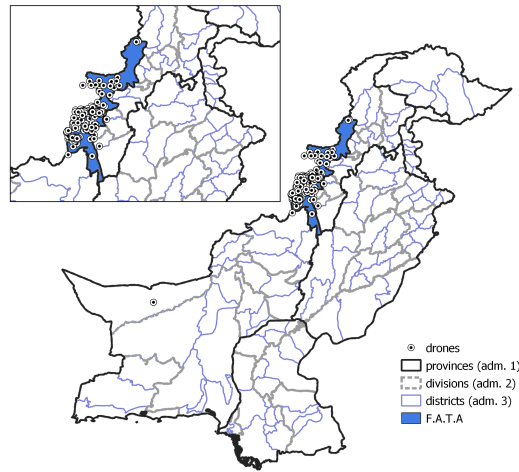 drones
provinces (adm. 1)
divisions (adm. 2)
districts (adm. 3)
F.A.T.A